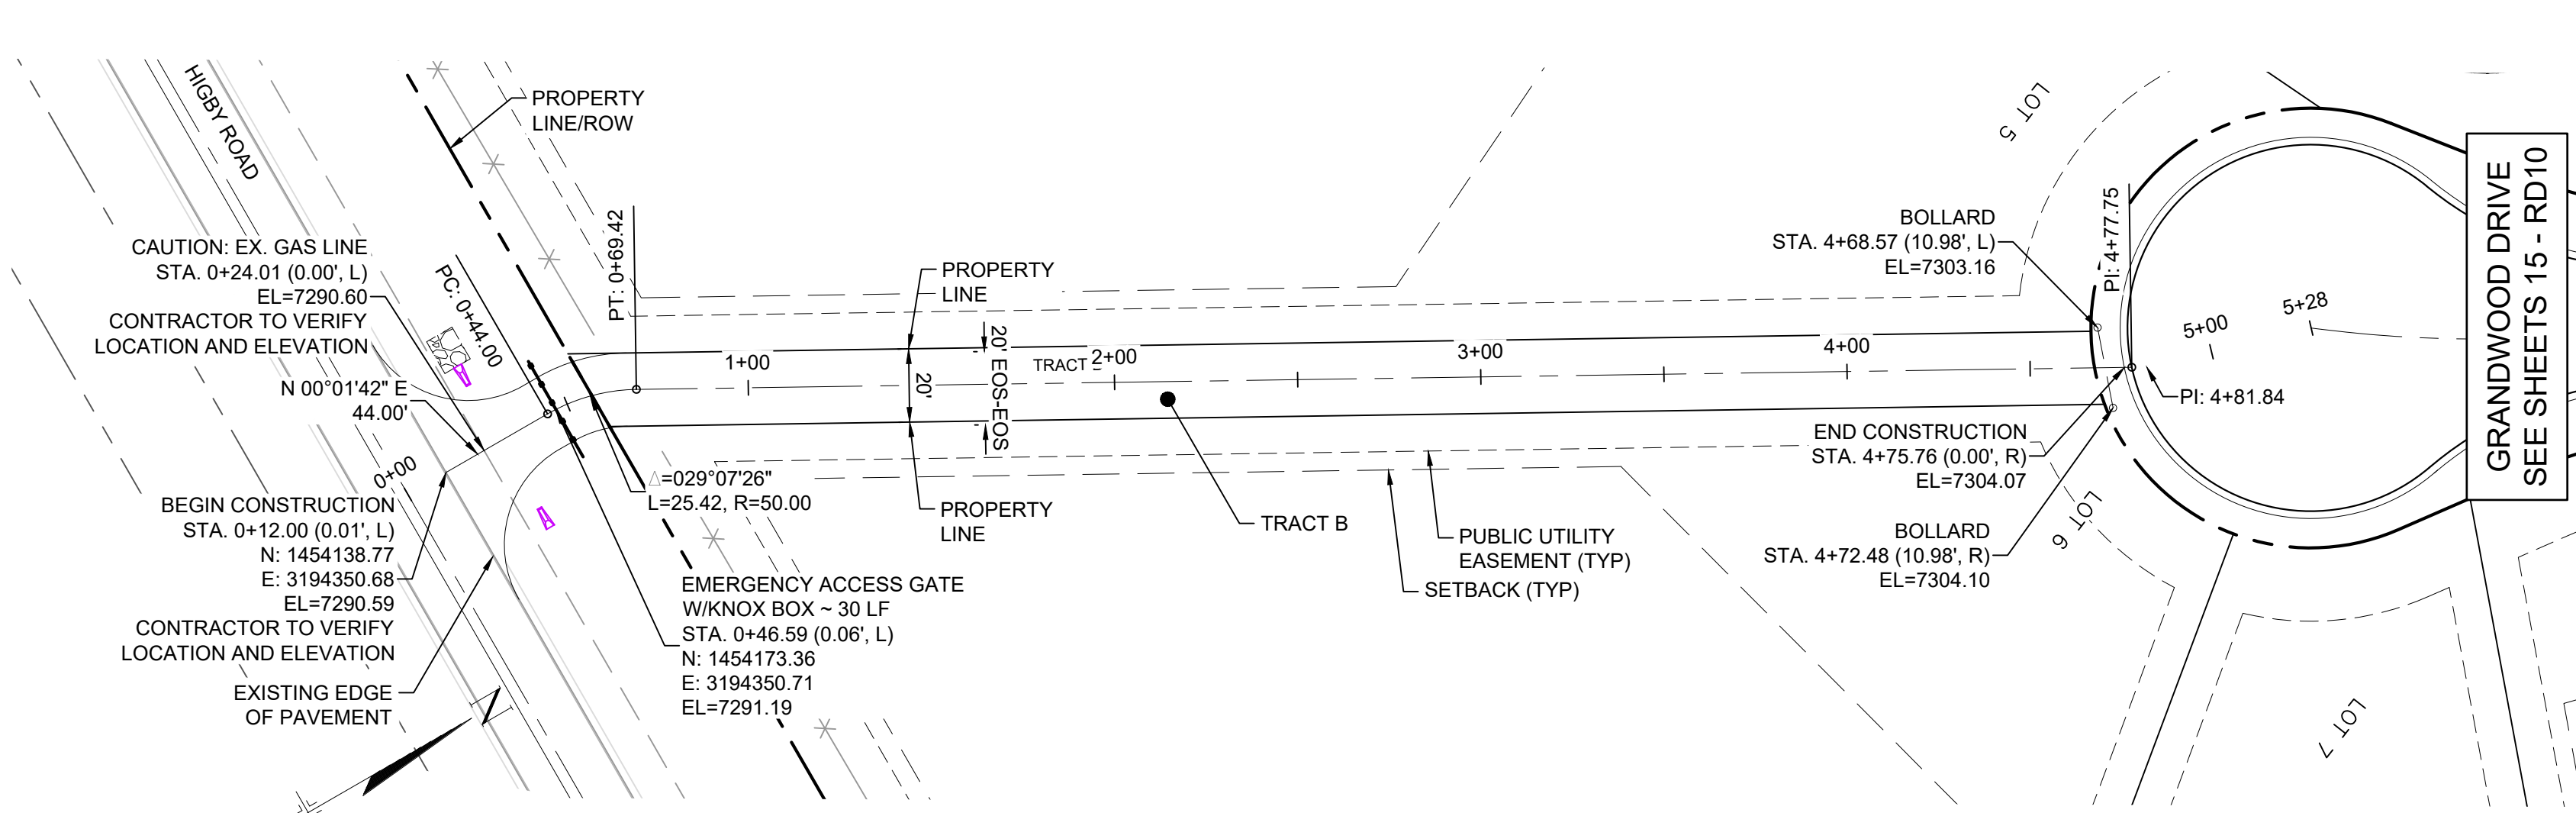 HIGBY ROAD
PROPERTY
LINE/ROW
CAUTION: EX. GAS LINE
STA. 0+24.01 (0.00', L)
EL=7290.60
CONTRACTOR TO VERIFY
LOCATION AND ELEVATION
PC: 0+44.00
PT: 0+69.42
N 00°01'42" E
44.00'
0+00
BEGIN CONSTRUCTION
STA. 0+12.00 (0.01', L)
N: 1454138.77
E: 3194350.68
EL=7290.59
CONTRACTOR TO VERIFY
LOCATION AND ELEVATION
EXISTING EDGE
OF PAVEMENT
N
Δ=029°07'26"
L=25.42, R=50.00
EMERGENCY ACCESS GATE
W/KNOX BOX ~ 30 LF
STA. 0+46.59 (0.06', L)
N: 1454173.36
E: 3194350.71
EL=7291.19
PROPERTY
LINE
1+00
20'
20' EOS-EOS
TRACT
2+00
3+00
4+00
PROPERTY
LINE
TRACT B
PUBLIC UTILITY
EASEMENT (TYP)
SETBACK (TYP)
LOT 5
BOLLARD
STA. 4+68.57 (10.98', L)
EL=7303.16
PI: 4+77.75
5+00
5+28
PI: 4+81.84
END CONSTRUCTION
STA. 4+75.76 (0.00', R)
EL=7304.07
LOT 6
BOLLARD
STA. 4+72.48 (10.98', R)
EL=7304.10
LOT 7
GRANDWOOD DRIVE
SEE SHEETS 15 - RD10